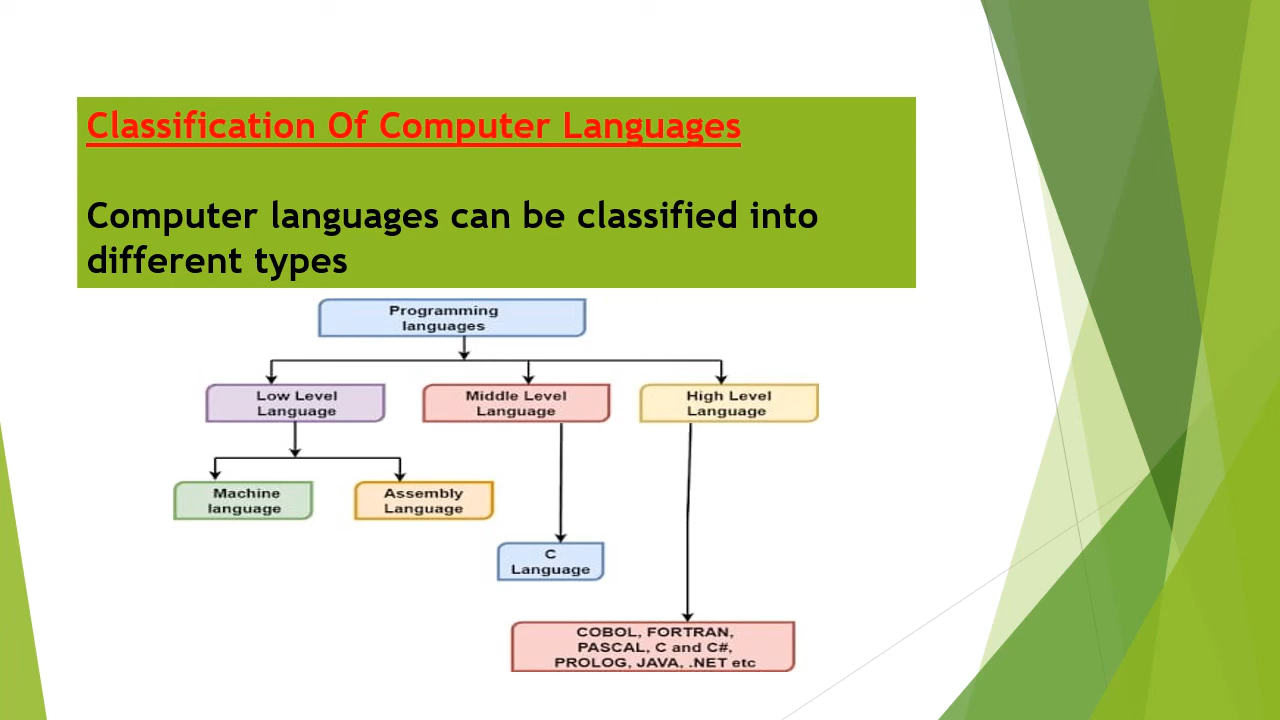 Classification Of Computer Languages
Computer languages can be classified into
different types
Programming
languages
Low Level
Language
Middle Level
Language
High Level
Language
Machine
language
Assembly
Language
C
Language
COBOL, FORTRAN,
PASCAL, C and C#,
PROLOG, JAVA, .NET etc